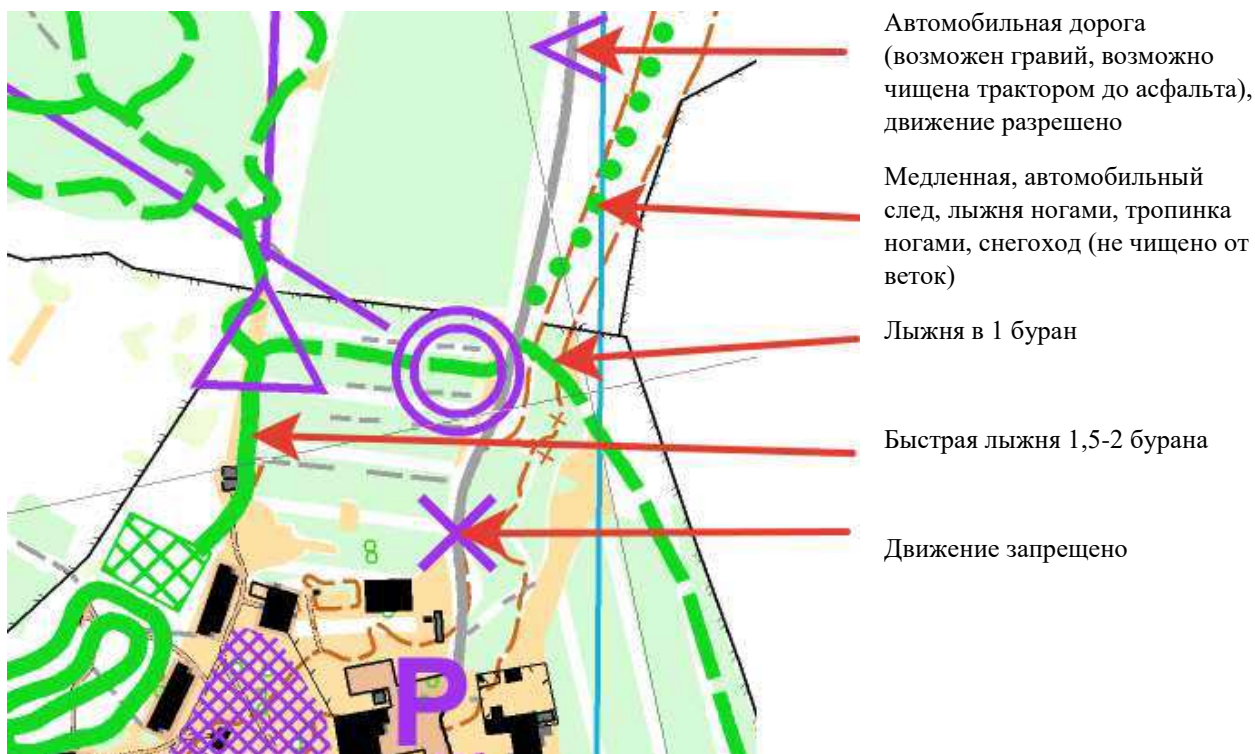 Автомобильная дорога
(возможен гравий, возможно
чищена трактором до асфальта),
движение разрешено
Медленная, автомобильный
след, лыжня ногами, тропинка
ногами, снегоход (не чищено от
веток)
Лыжня в 1 буран
Быстрая лыжня 1,5-2 бурана
8
Движение запрещено
P